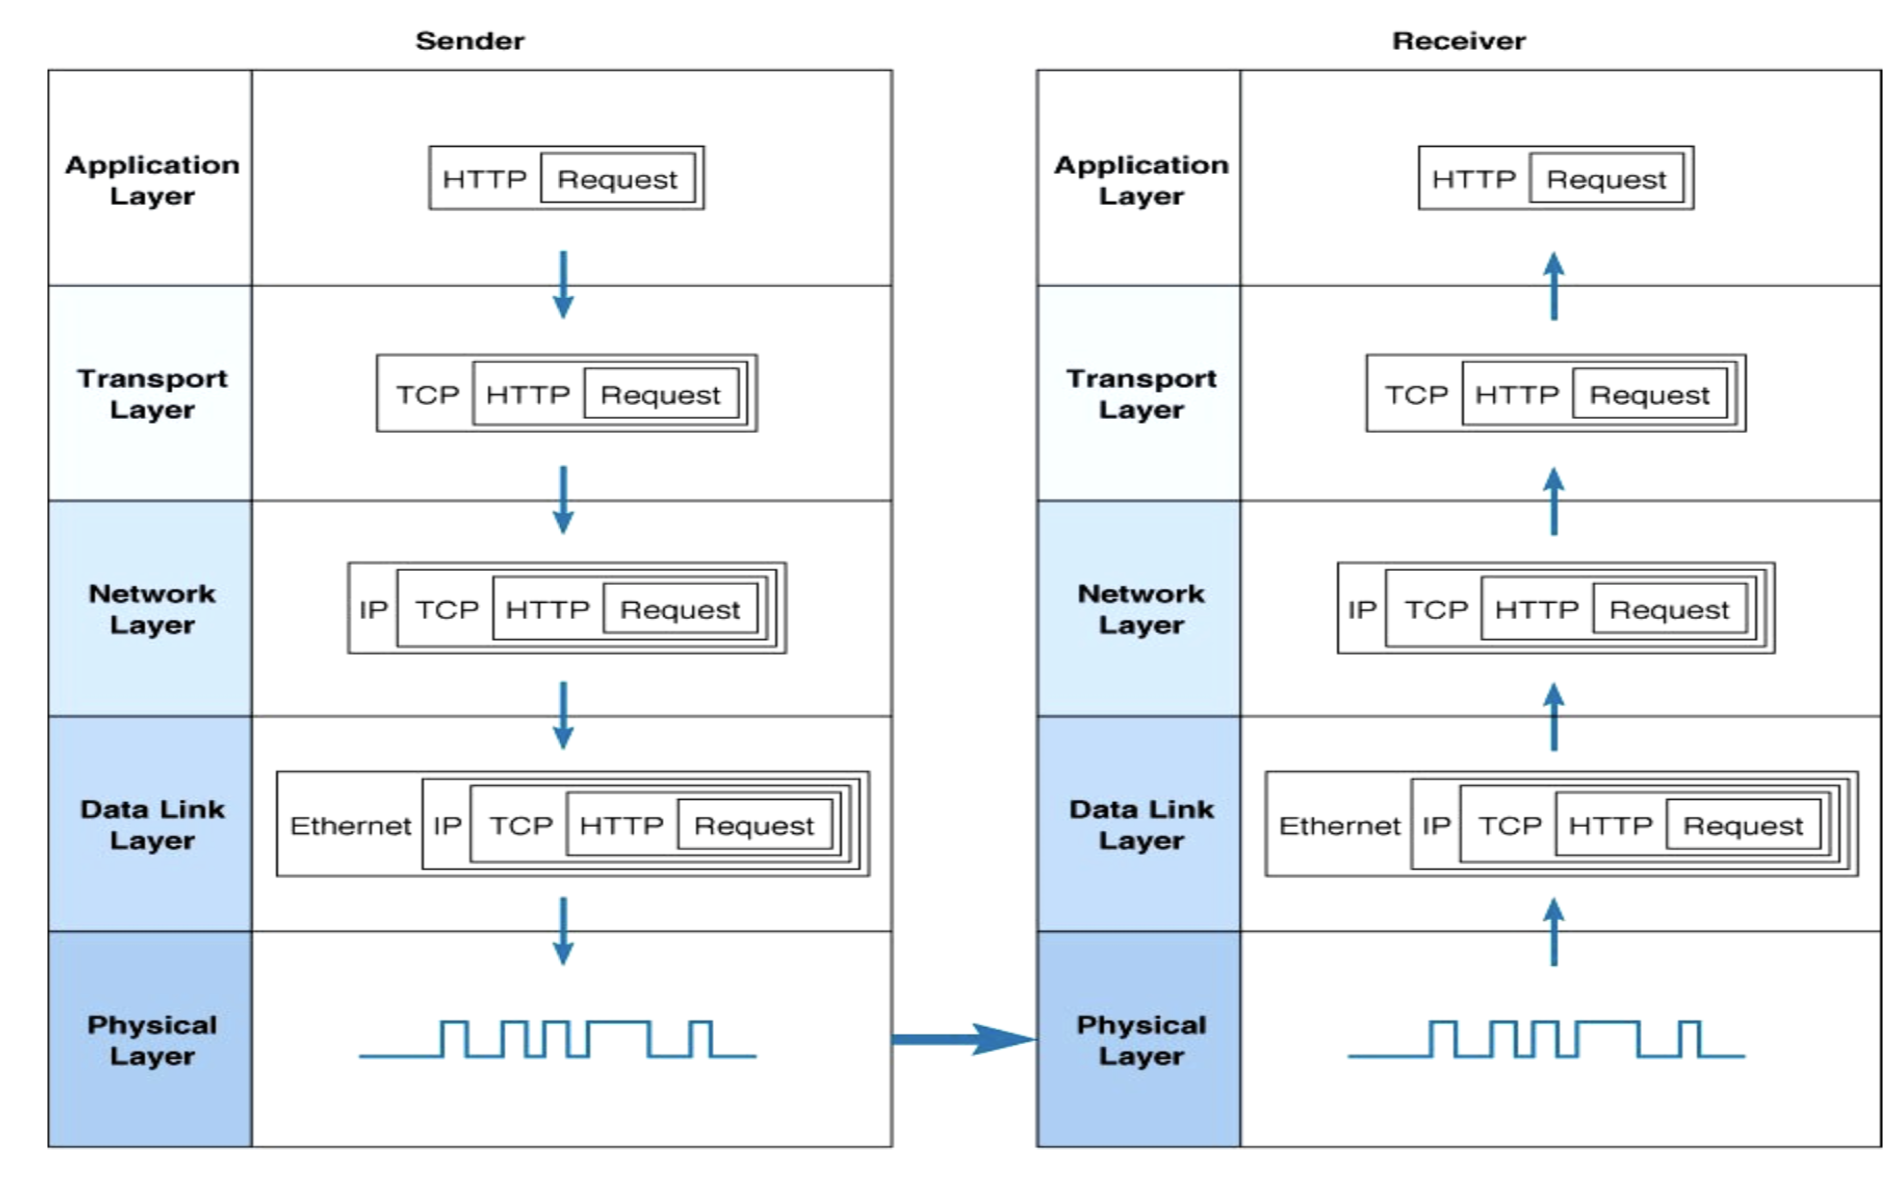 Sender
Application
Layer
HTTP Request
Transport
Layer
TCP HTTP Request
Network
Layer
IP TCP HTTP Request
Data Link
Layer
Ethernet IP TCP HTTP Request
Physical
Layer
Receiver
Application
Layer
HTTP Request
Transport
Layer
TCP HTTP Request
Network
Layer
IP TCP HTTP Request
Data Link
Layer
Ethernet IP TCP HTTP Request
Physical
Layer